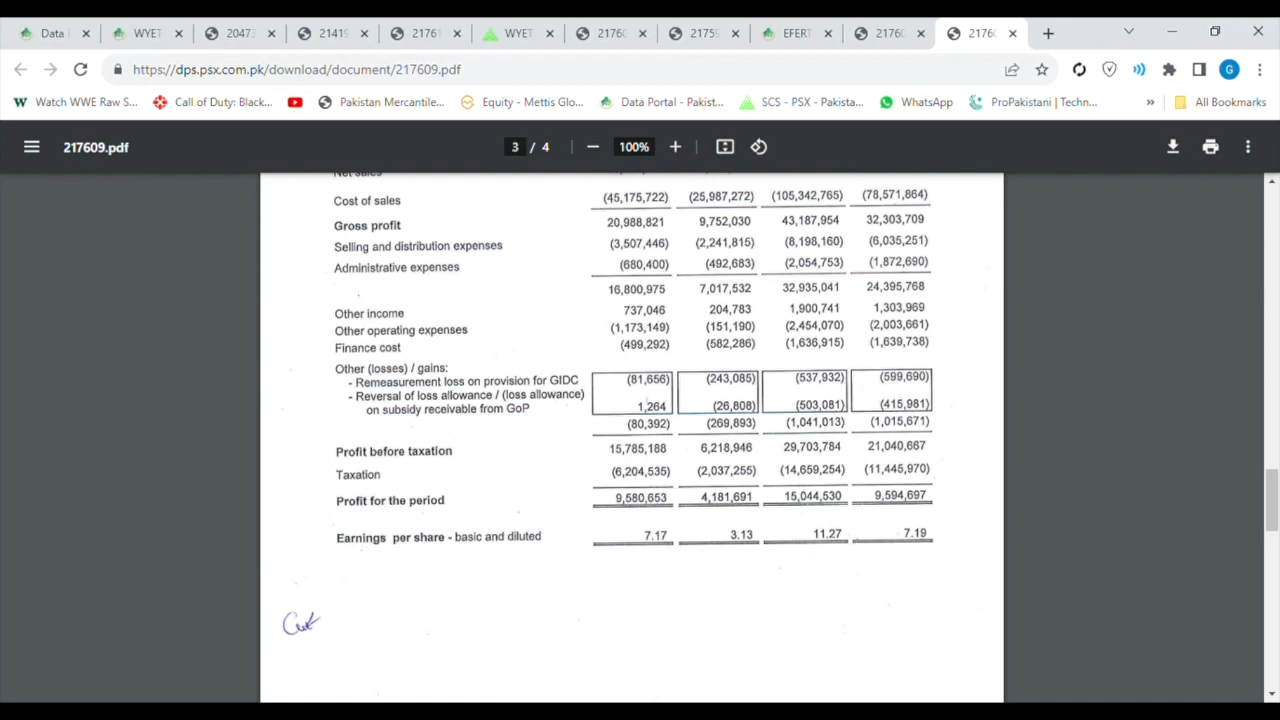 Data
WYET
20473
21419
21761
WYET
2176
2175
EFERT
2176
2176
https://dps.psx.com.pk/download/document/217609.pdf
G
W Watch WWE Raw S...
Call of Duty: Black...
Pakistan Mercantile...
Equity - Mettis Glo...
Data Portal - Pakist...
SCS - PSX - Pakista...
WhatsApp
ProPakistani | Techn...
»
All Bookmarks
217609.pdf
3 / 4
100%
Net sales
Cost of sales (45,175,722) (25,987,272) (105,342,765) (78,571,864)
Gross profit 20,988,821 9,752,030 43,187,954 32,303,709
Selling and distribution expenses (3,507,446) (2,241,815) (8,198,160) (6,035,251)
Administrative expenses (680,400) (492,683) (2,054,753) (1,872,690)
16,800,975 7,017,532 32,935,041 24,395,768
Other income 737,046 204,783 1,900,741 1,303,969
Other operating expenses (1,173,149) (151,190) (2,454,070) (2,003,661)
Finance cost (499,292) (582,286) (1,636,915) (1,639,738)
Other (losses) / gains:
- Remeasurement loss on provision for GIDC (81,656) (243,085) (537,932) (599,690)
- Reversal of loss allowance / (loss allowance)
on subsidy receivable from GoP 1,264 (26,808) (503,081) (415,981)
(80,392) (269,893) (1,041,013) (1,015,671)
Profit before taxation 15,785,188 6,218,946 29,703,784 21,040,667
Taxation (6,204,535) (2,037,255) (14,659,254) (11,445,970)
Profit for the period 9,580,653 4,181,691 15,044,530 9,594,697
Earnings per share - basic and diluted 7.17 3.13 11.27 7.19